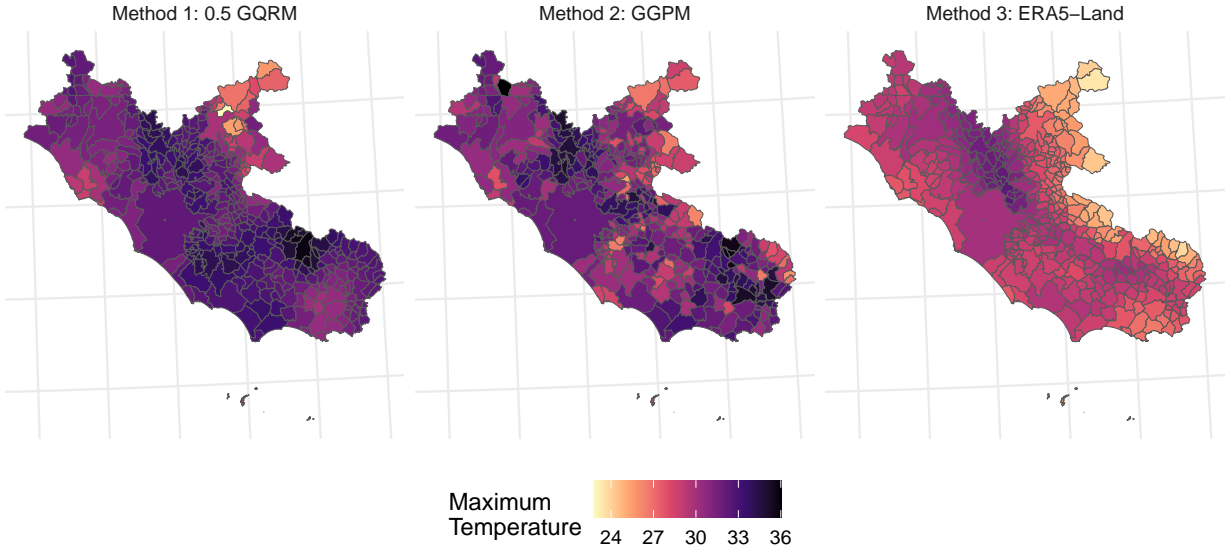 Method 1: 0.5 GQRM
Method 2: GGPM
Method 3: ERA5−Land
Maximum
Temperature
24 27 30 33 36